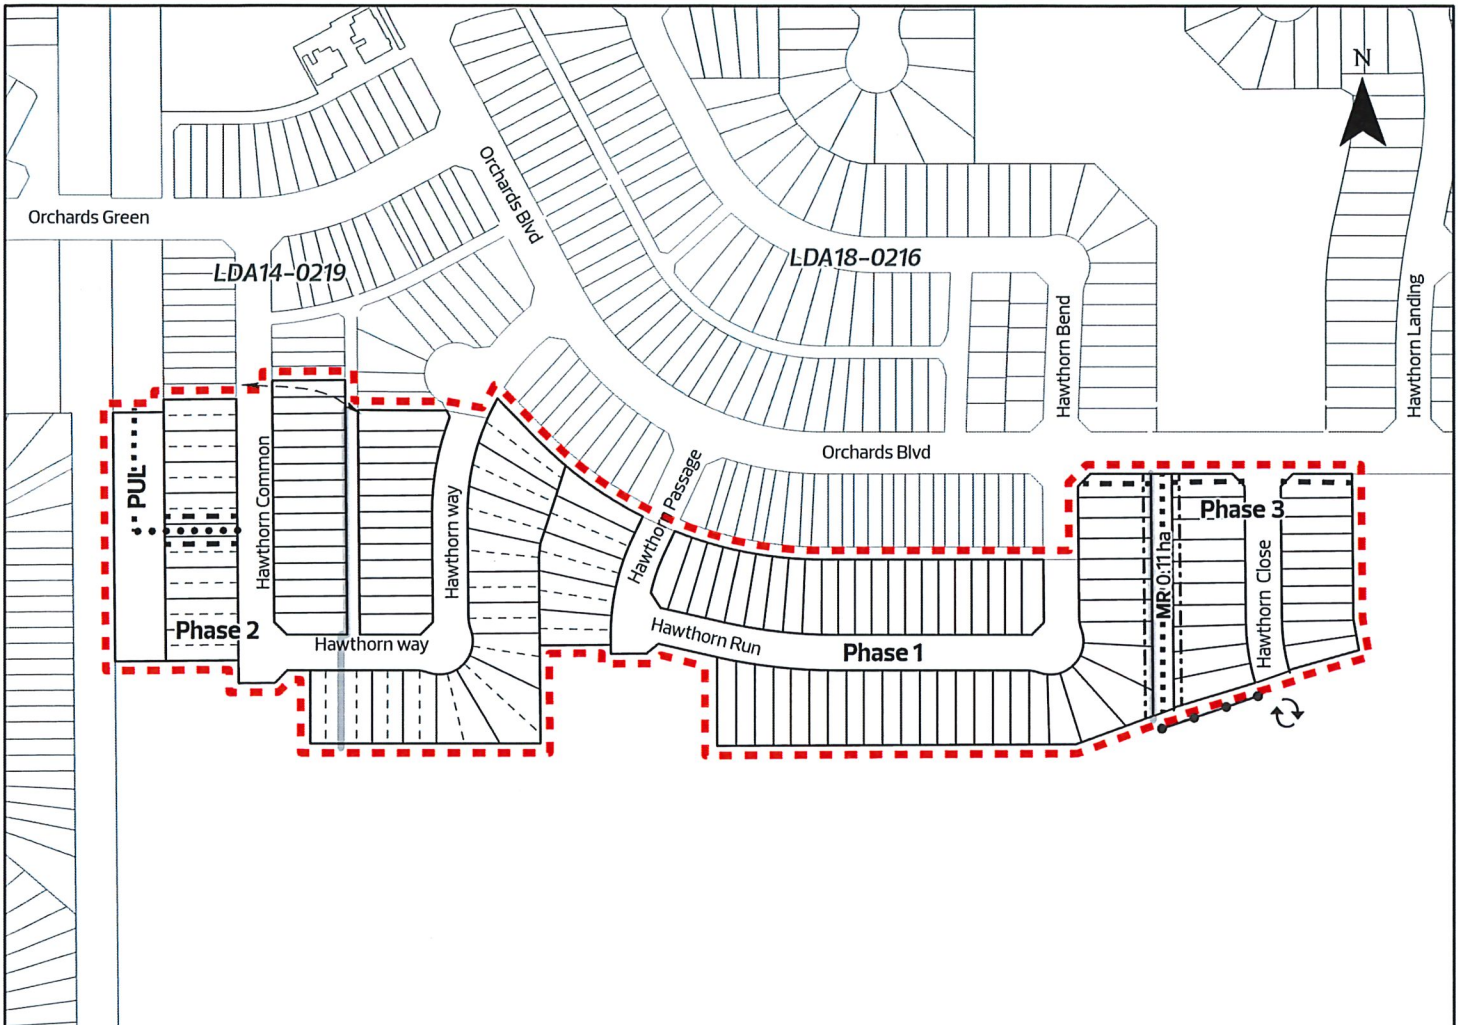 N
Orchards Blvd
Orchards Green
LDA14-0219
LDA18-0216
Hawthorn Bend
Hawthorn Landing
Orchards Blvd
PUL
Hawthorn Common
Hawthorn way
Hawthorn Passage
Phase 3
MR 0.11 ha
Hawthorn Close
Phase 2
Hawthorn way
Hawthorn Run
Phase 1